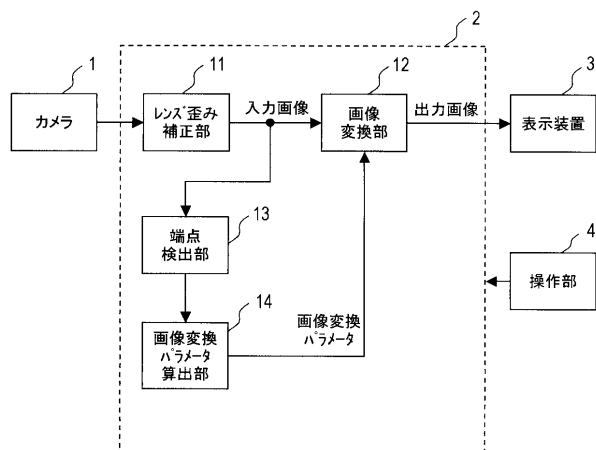 2
1
カメラ
11
レンズ歪み
補正部
入力画像
12
画像
変換部
出力画像
3
表示装置
13
端点
検出部
4
操作部
14
画像変換
パラメータ
算出部
画像変換
パラメータ